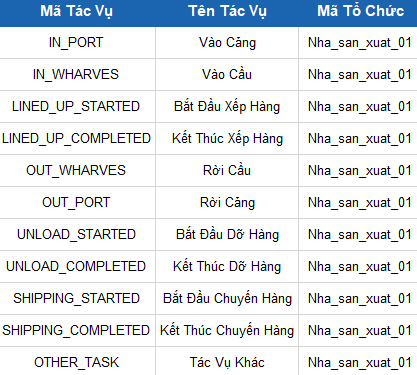 Mã Tác Vụ Tên Tác Vụ Mã Tổ Chức
IN_PORT Vào Cảng Nha_san_xuat_01
IN_WHARVES Vào Cầu Nha_san_xuat_01
LINED_UP_STARTED Bắt Đầu Xếp Hàng Nha_san_xuat_01
LINED_UP_COMPLETED Kết Thúc Xếp Hàng Nha_san_xuat_01
OUT_WHARVES Rời Cầu Nha_san_xuat_01
OUT_PORT Rời Cảng Nha_san_xuat_01
UNLOAD_STARTED Bắt Đầu Dỡ Hàng Nha_san_xuat_01
UNLOAD_COMPLETED Kết Thúc Dỡ Hàng Nha_san_xuat_01
SHIPPING_STARTED Bắt Đầu Chuyến Hàng Nha_san_xuat_01
SHIPPING_COMPLETED Kết Thúc Chuyến Hàng Nha_san_xuat_01
OTHER_TASK Tác Vụ Khác Nha_san_xuat_01